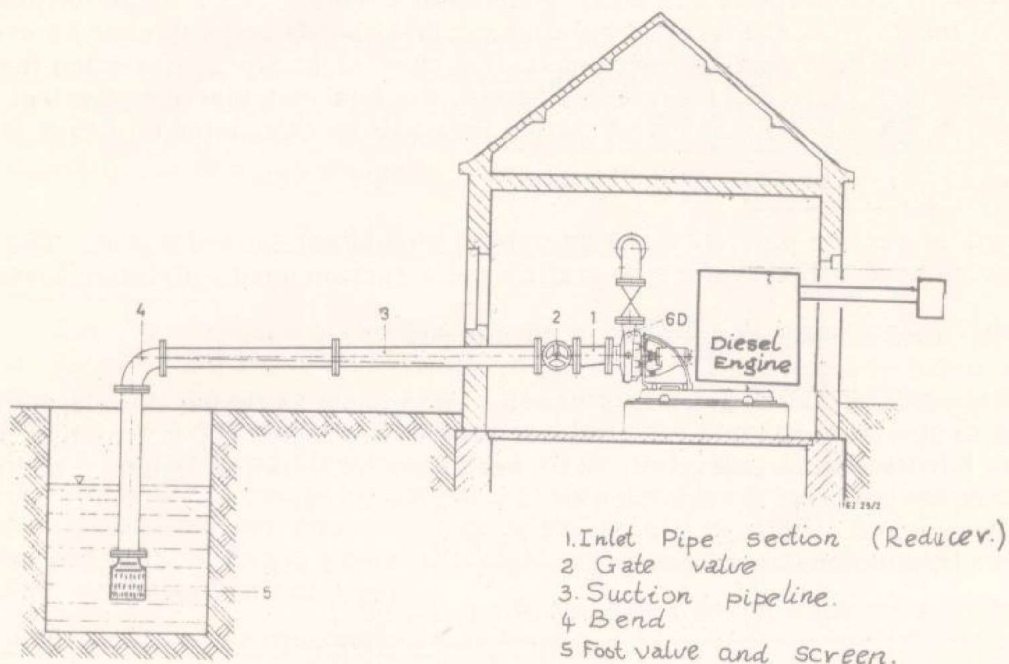 4
3
2
1
6D
Diesel
Engine
5
1. Inlet Pipe section (Reducer.)
2 Gate valve
3. Suction pipeline.
4 Bend
5 Foot valve and screen.